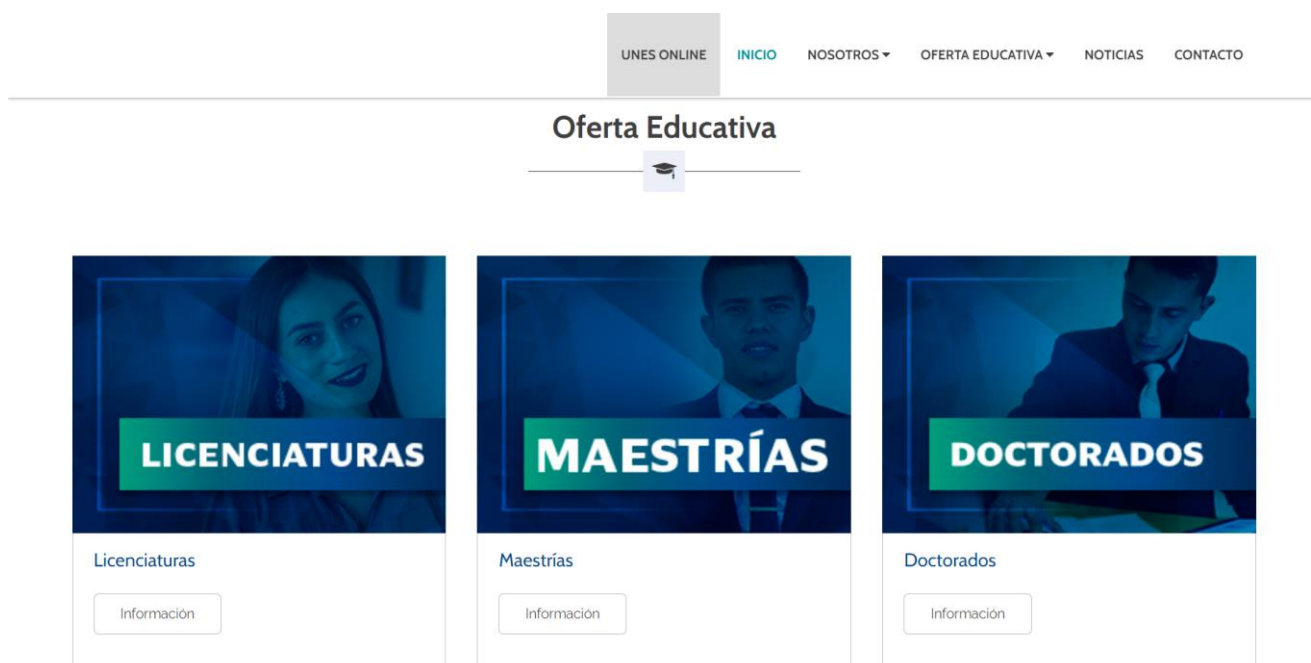 UNES ONLINE INICIO NOSOTROS OFERTA EDUCATIVA NOTICIAS CONTACTO
Oferta Educativa
LICENCIATURAS
MAESTRÍAS
DOCTORADOS
Licenciaturas
Maestrías
Doctorados
Información
Información
Información